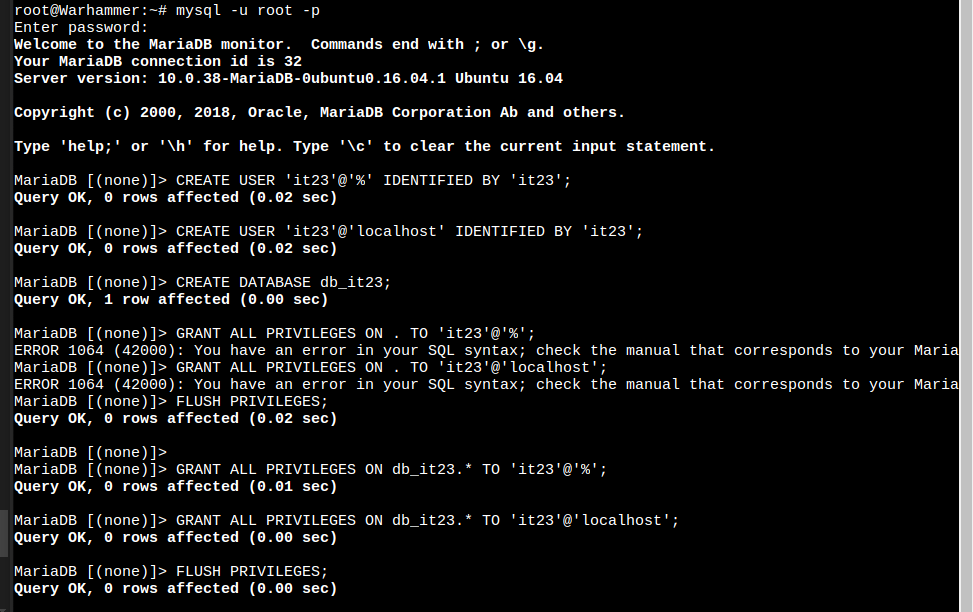 root@Warhammer:~# mysql -u root -p
Enter password:
Welcome to the MariaDB monitor.  Commands end with ; or \g.
Your MariaDB connection id is 32
Server version: 10.0.38-MariaDB-0ubuntu0.16.04.1 Ubuntu 16.04
Copyright (c) 2000, 2018, Oracle, MariaDB Corporation Ab and others.
Type 'help;' or '\h' for help. Type '\c' to clear the current input statement.
MariaDB [(none)]> CREATE USER 'it23'@'%' IDENTIFIED BY 'it23';
Query OK, 0 rows affected (0.02 sec)
MariaDB [(none)]> CREATE USER 'it23'@'localhost' IDENTIFIED BY 'it23';
Query OK, 0 rows affected (0.02 sec)
MariaDB [(none)]> CREATE DATABASE db_it23;
Query OK, 1 row affected (0.00 sec)
MariaDB [(none)]> GRANT ALL PRIVILEGES ON . TO 'it23'@'%';
ERROR 1064 (42000): You have an error in your SQL syntax; check the manual that corresponds to your Maria
MariaDB [(none)]> GRANT ALL PRIVILEGES ON . TO 'it23'@'localhost';
ERROR 1064 (42000): You have an error in your SQL syntax; check the manual that corresponds to your Maria
MariaDB [(none)]> FLUSH PRIVILEGES;
Query OK, 0 rows affected (0.02 sec)
MariaDB [(none)]>
MariaDB [(none)]> GRANT ALL PRIVILEGES ON db_it23.* TO 'it23'@'%';
Query OK, 0 rows affected (0.01 sec)
MariaDB [(none)]> GRANT ALL PRIVILEGES ON db_it23.* TO 'it23'@'localhost';
Query OK, 0 rows affected (0.00 sec)
MariaDB [(none)]> FLUSH PRIVILEGES;
Query OK, 0 rows affected (0.00 sec)